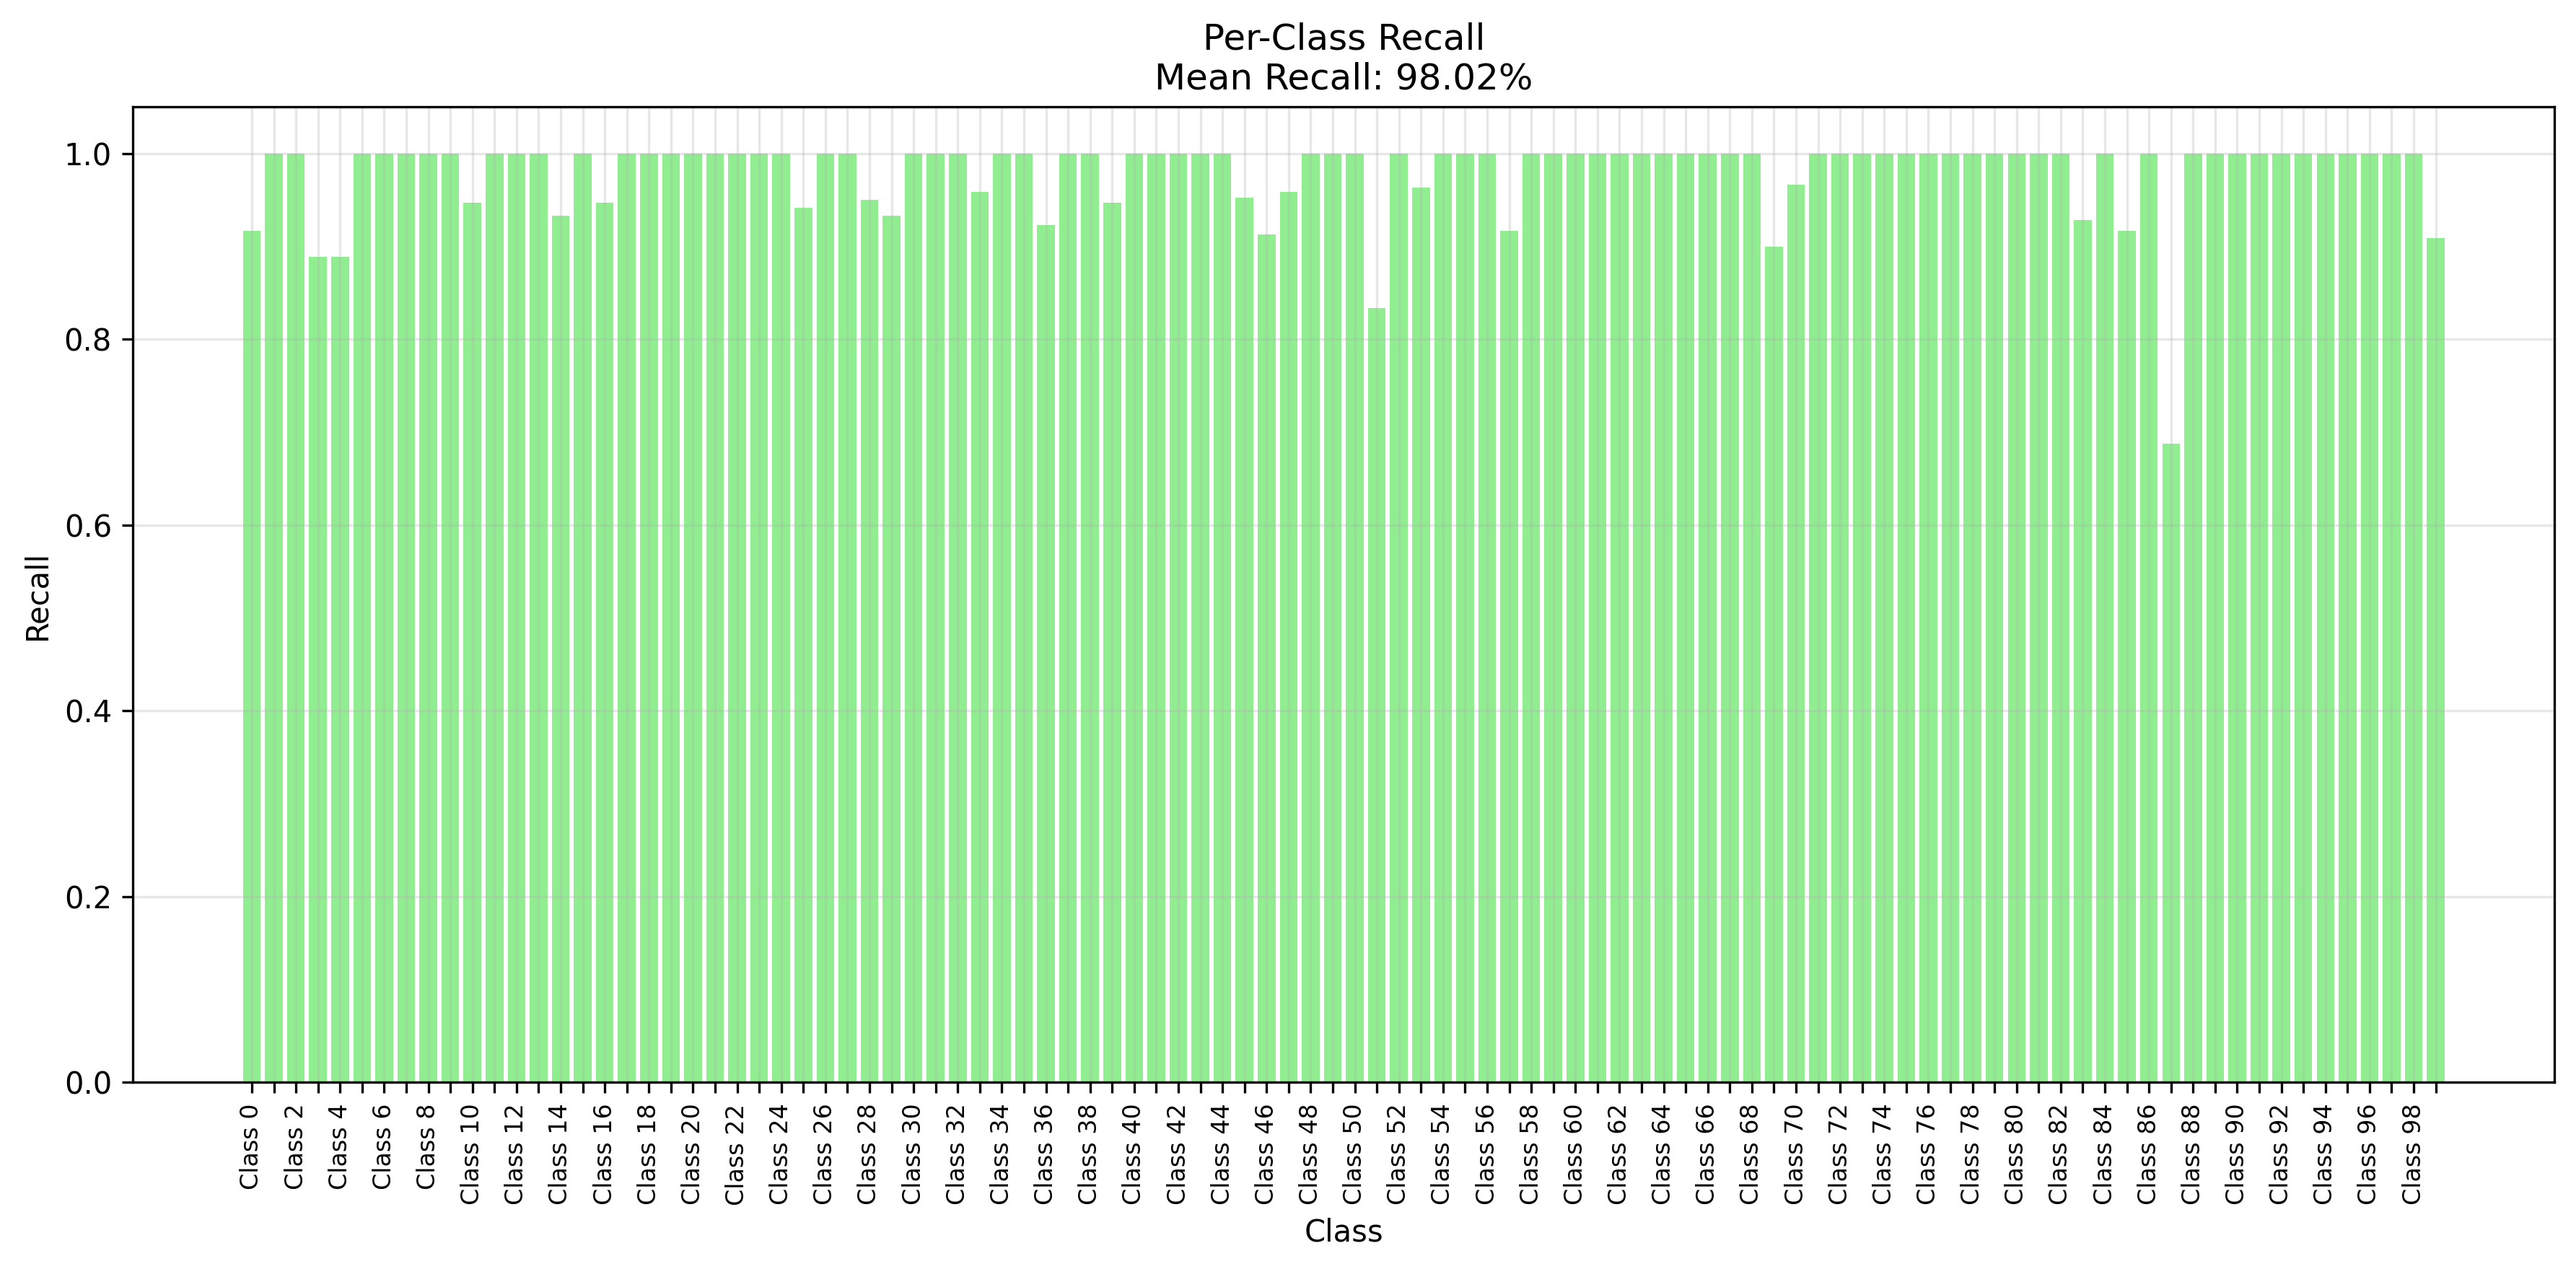 Per-Class Recall
Mean Recall: 98.02%
1.0
0.8
0.6
0.4
0.2
0.0
Recall
Class 0
Class 2
Class 4
Class 6
Class 8
Class 10
Class 12
Class 14
Class 16
Class 18
Class 20
Class 22
Class 24
Class 26
Class 28
Class 30
Class 32
Class 34
Class 36
Class 38
Class 40
Class 42
Class 44
Class 46
Class 48
Class 50
Class 52
Class 54
Class 56
Class 58
Class 60
Class 62
Class 64
Class 66
Class 68
Class 70
Class 72
Class 74
Class 76
Class 78
Class 80
Class 82
Class 84
Class 86
Class 88
Class 90
Class 92
Class 94
Class 96
Class 98
Class